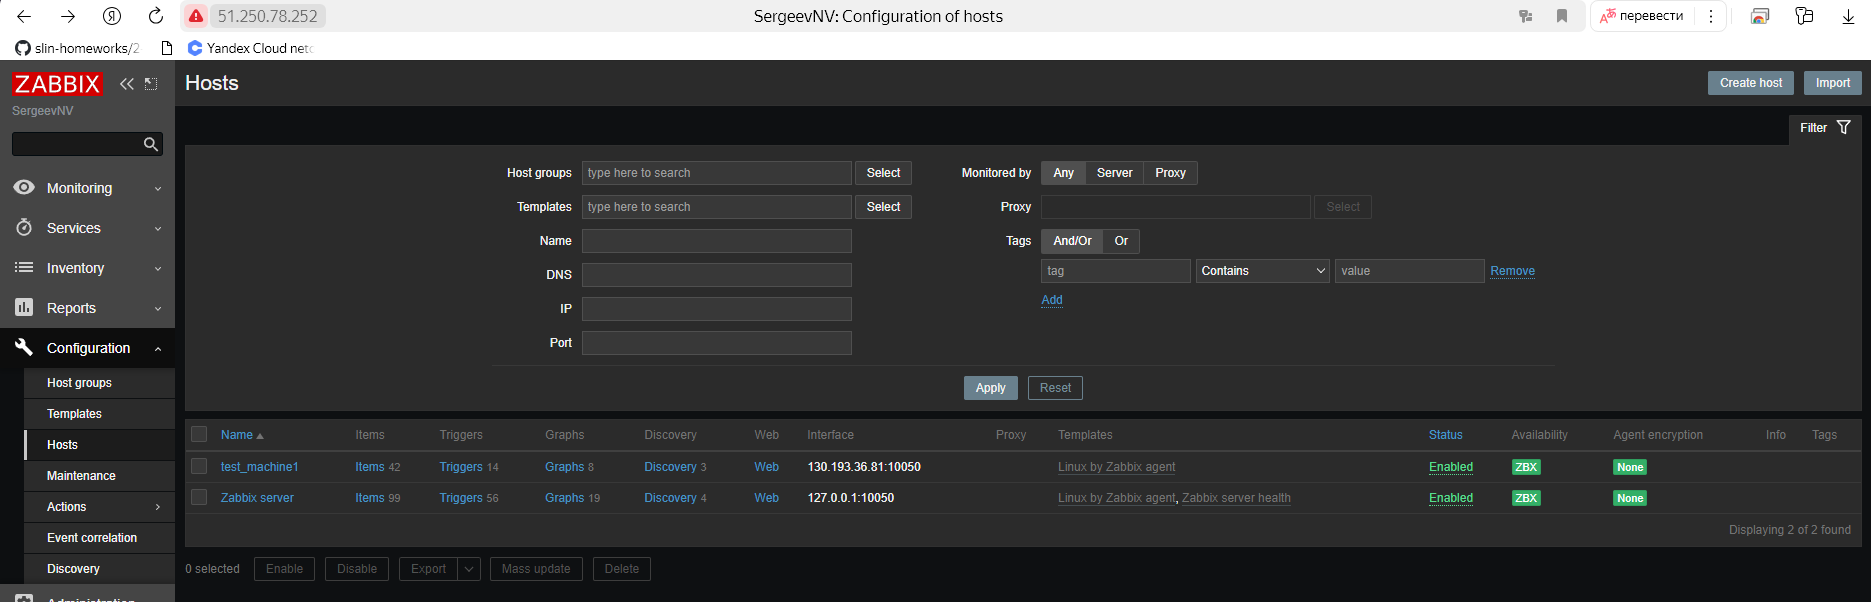 51.250.78.252
SergeevNV: Configuration of hosts
перевести
slin-homeworks/2
Yandex Cloud netc
ZABBIX
SergeevNV
Monitoring
Services
Inventory
Reports
Configuration
Host groups
Templates
Hosts
Maintenance
Actions
Event correlation
Discovery
Administration
Hosts
Create host
Import
Filter
Host groups type here to search Select
Templates type here to search Select
Name
DNS
IP
Port
Monitored by Any Server Proxy
Proxy Select
Tags And/Or Or
tag Contains value Remove
Add
Apply Reset
Name Items Triggers Graphs Discovery Web Interface Proxy Templates Status Availability Agent encryption Info Tags
test_machine1 Items 42 Triggers 14 Graphs 8 Discovery 3 Web 130.193.36.81:10050 Linux by Zabbix agent Enabled ZBX None
Zabbix server Items 99 Triggers 56 Graphs 19 Discovery 4 Web 127.0.0.1:10050 Linux by Zabbix agent, Zabbix server health Enabled ZBX None
Displaying 2 of 2 found
0 selected Enable Disable Export Mass update Delete